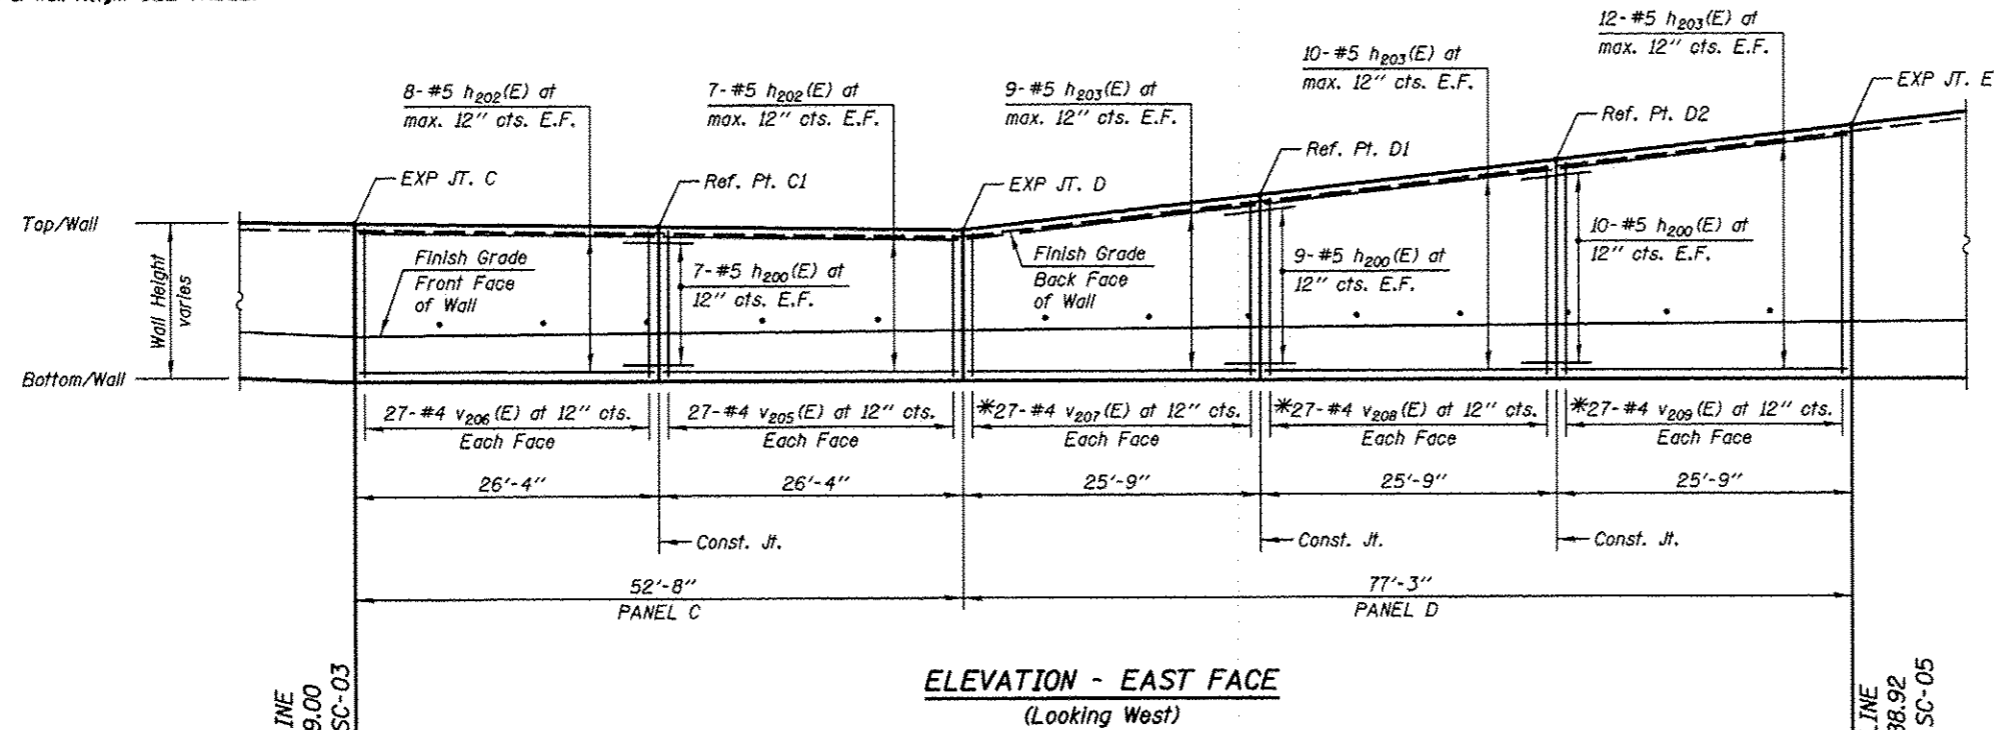 12-#5 h203(E) at
max. 12" cts. E.F.
10-#5 h203(E) at
max. 12" cts. E.F.
8-#5 h202(E) at
max. 12" cts. E.F.
7-#5 h202(E) at
max. 12" cts. E.F.
9-#5 h203(E) at
max. 12" cts. E.F.
EXP JT. E
Ref. Pt. D2
Ref. Pt. D1
EXP JT. C
Ref. Pt. C1
EXP JT. D
Top/Wall
Wall Height
varies
Bottom/Wall
Finish Grade
Front Face
of Wall
7-#5 h200(E) at
12" cts. E.F.
Finish Grade
Back Face
of Wall
9-#5 h200(E) at
12" cts. E.F.
10-#5 h200(E) at
12" cts. E.F.
27-#4 v206(E) at 12" cts.
Each Face
27-#4 v205(E) at 12" cts.
Each Face
*27-#4 v207(E) at 12" cts.
Each Face
*27-#4 v208(E) at 12" cts.
Each Face
*27-#4 v209(E) at 12" cts.
Each Face
26'-4"
26'-4"
25'-9"
25'-9"
25'-9"
Const. Jt.
Const. Jt.
Const. Jt.
52'-8"
PANEL C
77'-3"
PANEL D
INE
9.00
SC-03
ELEVATION - EAST FACE
(Looking West)
INE
38.92
SC-05